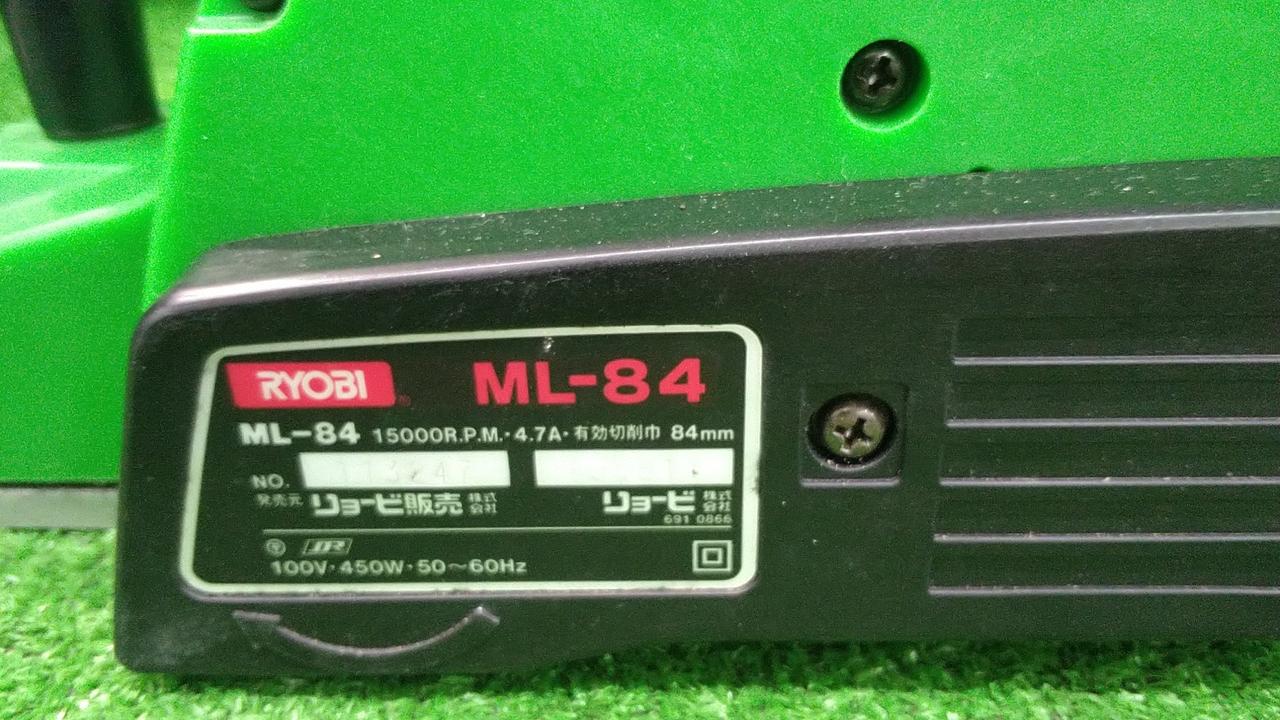 RYOBI ® ML-84
ML-84 15000R.P.M.・4.7A・有効切削巾 84mm
NO.
発売元 リョービ販売 株式会社 リョービ 株式会社
691 0866
100V・450W・50〜60Hz